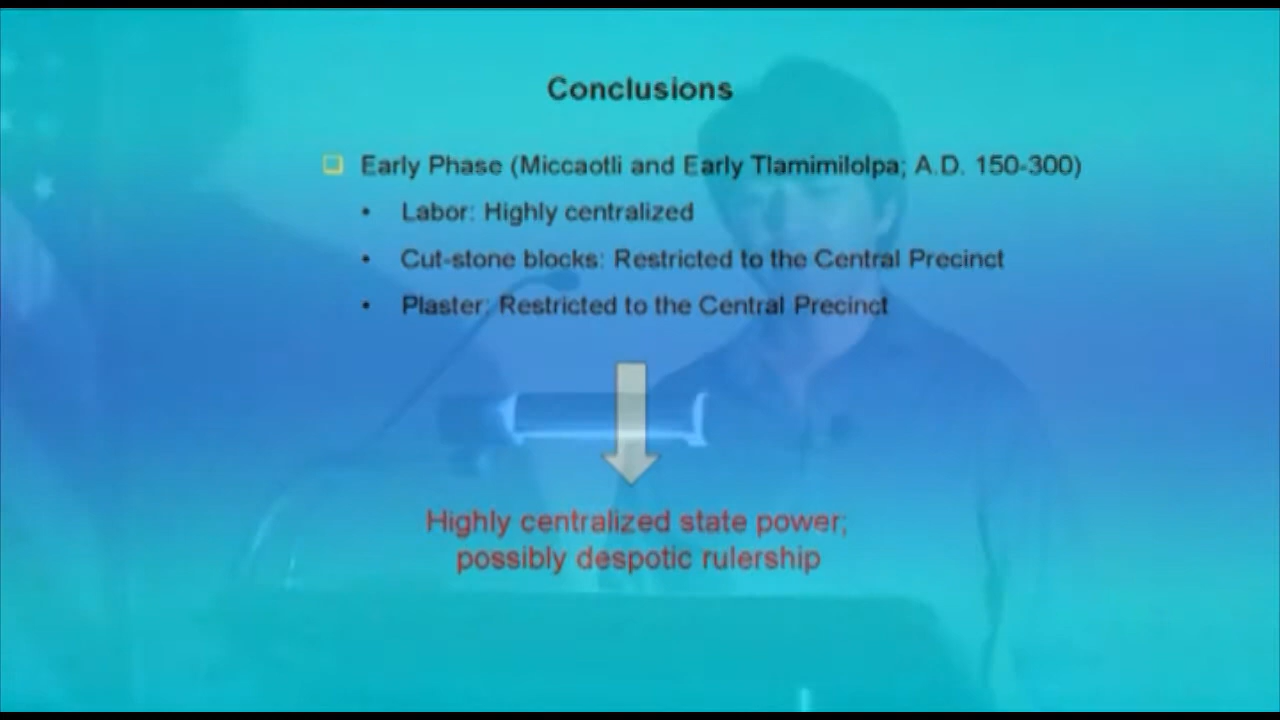 Conclusions
❑ Early Phase (Miccaotli and Early Tlamimilolpa; A.D. 150-300)
• Labor: Highly centralized
• Cut-stone blocks: Restricted to the Central Precinct
• Plaster: Restricted to the Central Precinct
Highly centralized state power;
possibly despotic rulership